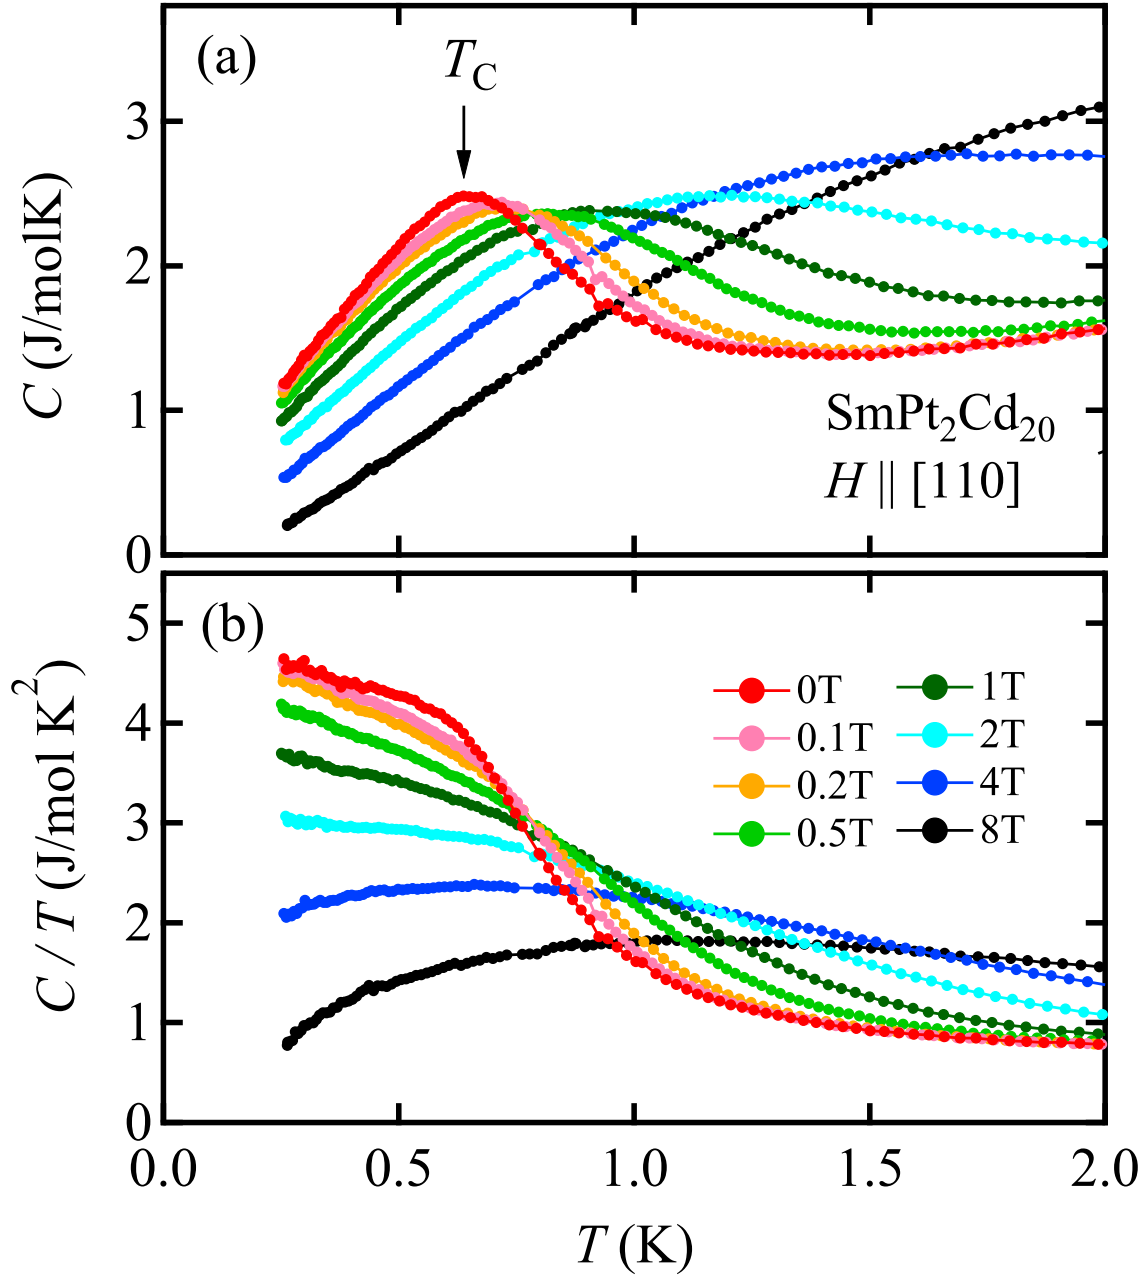 (a)
T_C
3
2
1
0
C (J/molK)
SmPt₂Cd₂₀
H || [110]
(b)
5
4
3
2
1
0
C / T (J/mol K²)
0T
0.1T
0.2T
0.5T
1T
2T
4T
8T
0.0 0.5 1.0 1.5 2.0
T (K)